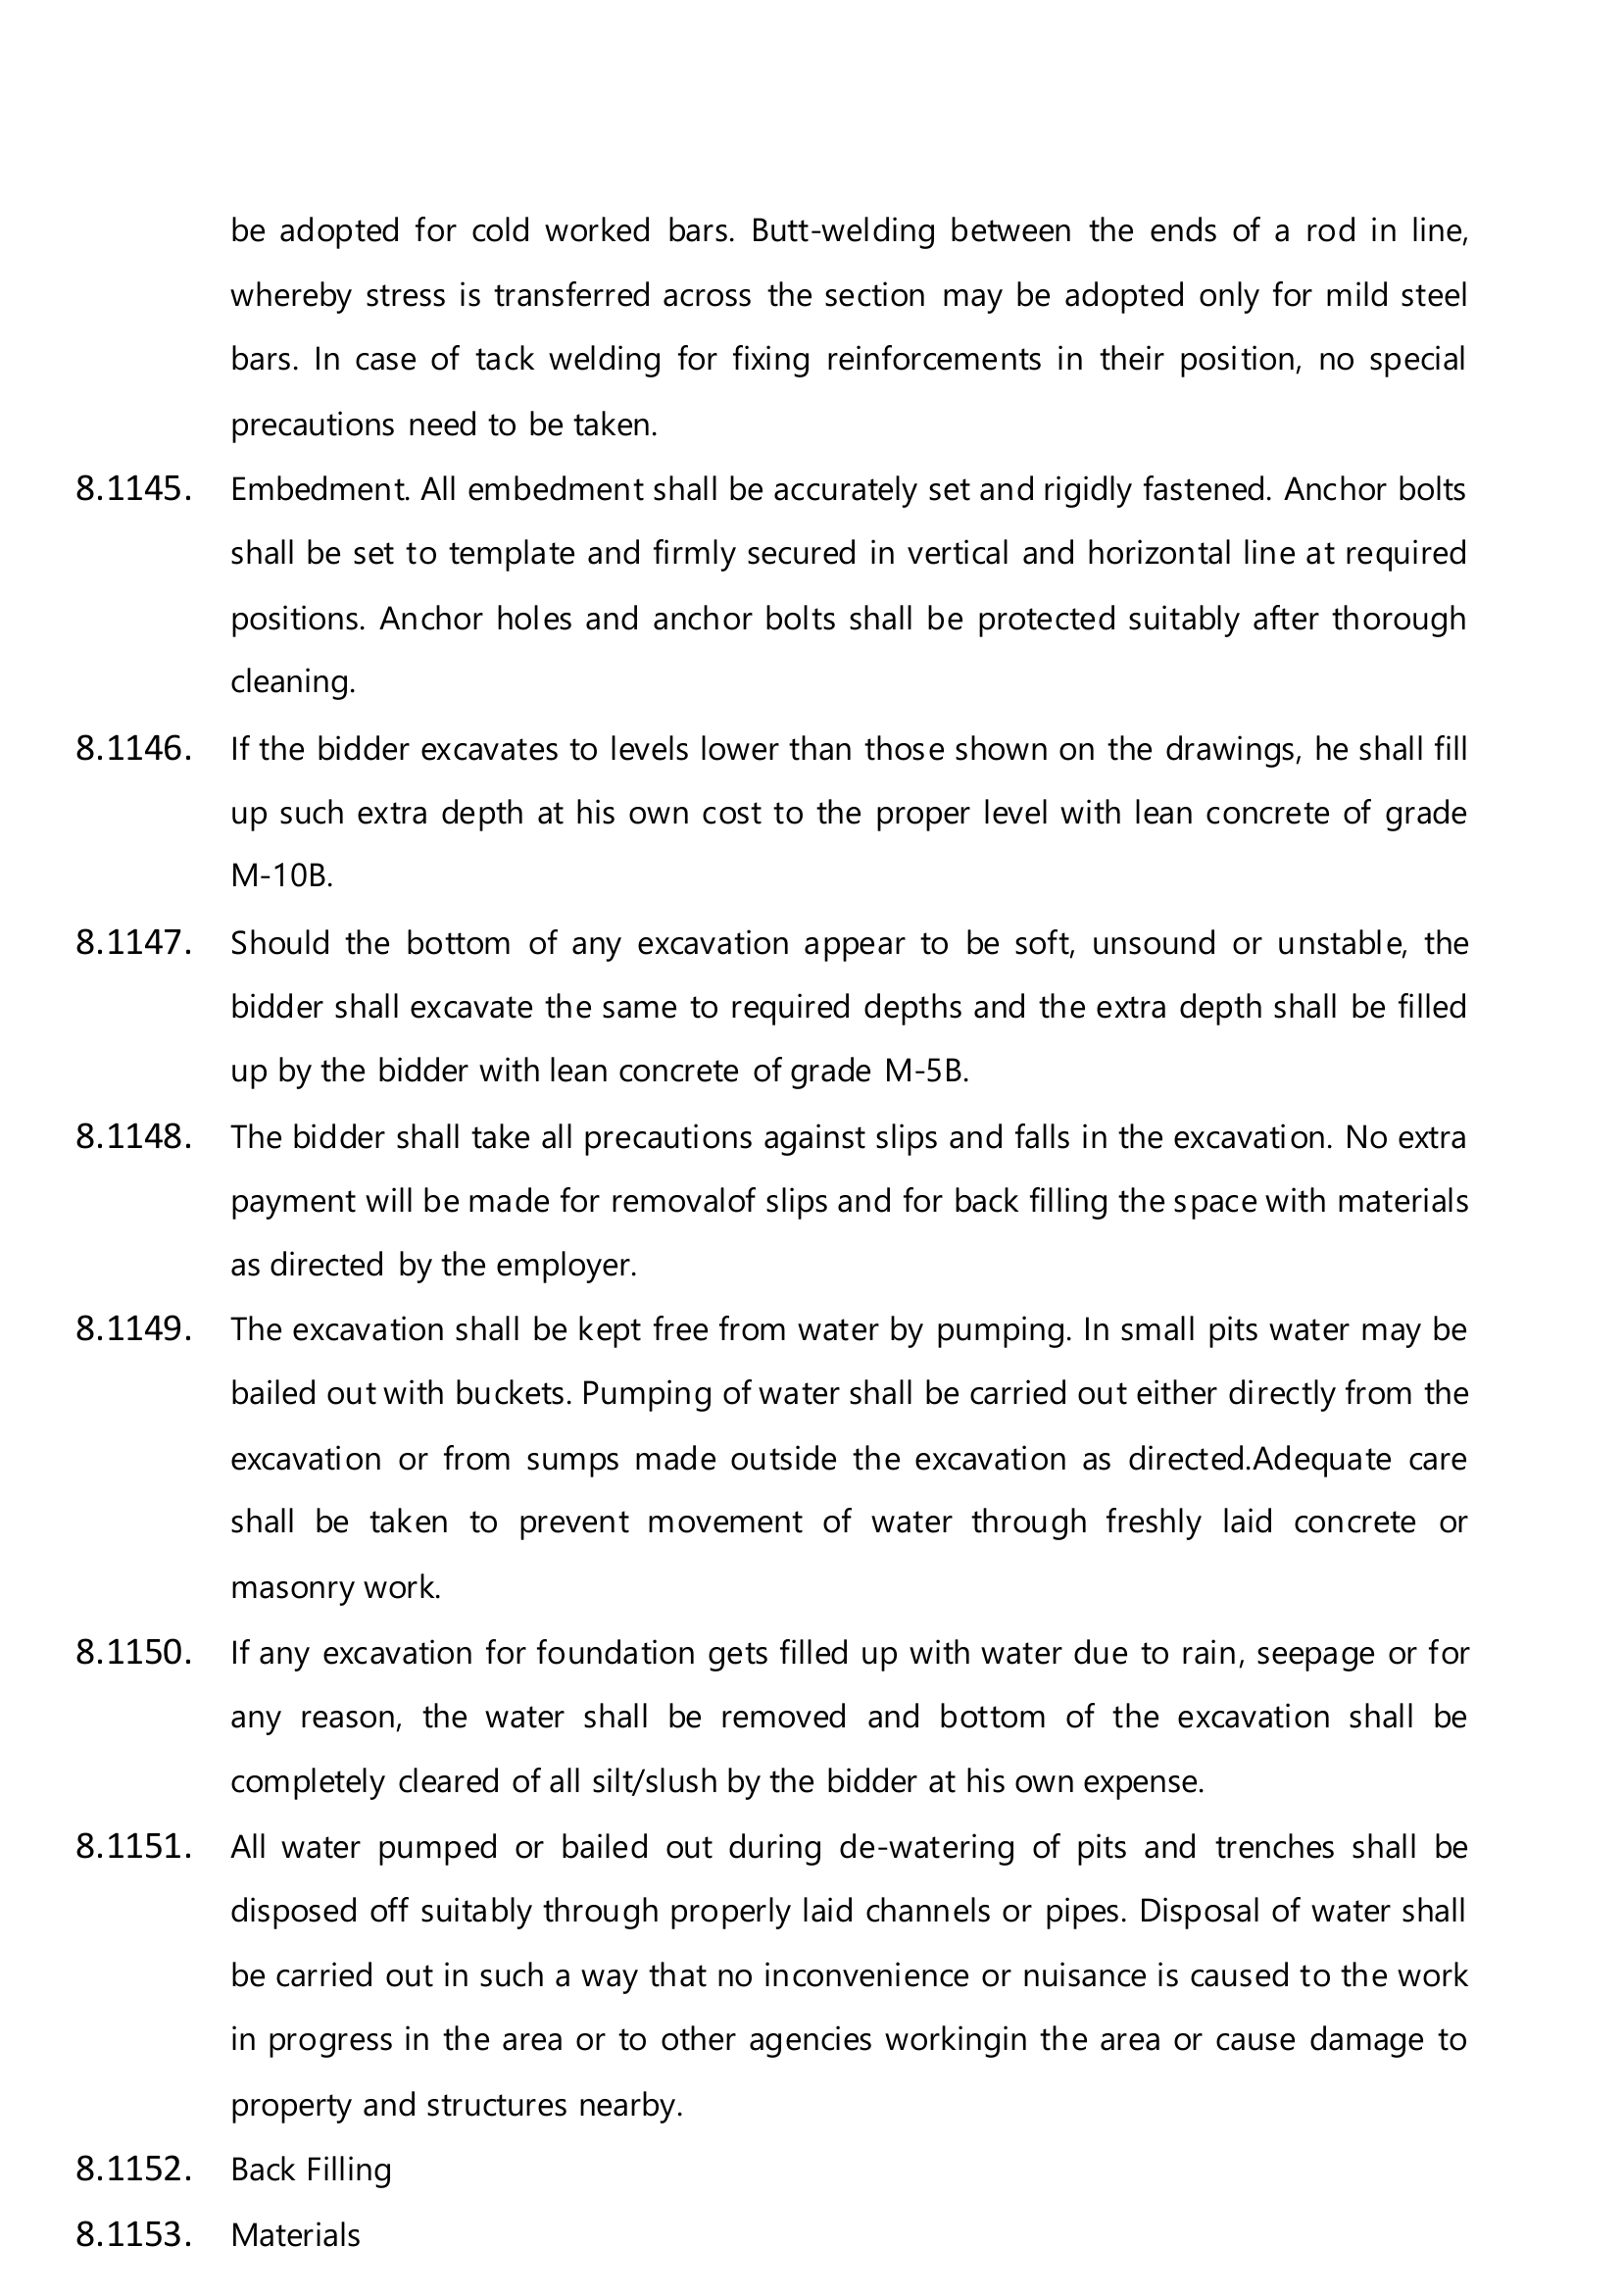 be adopted for cold worked bars. Butt-welding between the ends of a rod in line,
whereby stress is transferred across the section may be adopted only for mild steel
bars. In case of tack welding for fixing reinforcements in their position, no special
precautions need to be taken.
8.1145. Embedment. All embedment shall be accurately set and rigidly fastened. Anchor bolts
shall be set to template and firmly secured in vertical and horizontal line at required
positions. Anchor holes and anchor bolts shall be protected suitably after thorough
cleaning.
8.1146. If the bidder excavates to levels lower than those shown on the drawings, he shall fill
up such extra depth at his own cost to the proper level with lean concrete of grade
M-10B.
8.1147. Should the bottom of any excavation appear to be soft, unsound or unstable, the
bidder shall excavate the same to required depths and the extra depth shall be filled
up by the bidder with lean concrete of grade M-5B.
8.1148. The bidder shall take all precautions against slips and falls in the excavation. No extra
payment will be made for removalof slips and for back filling the space with materials
as directed by the employer.
8.1149. The excavation shall be kept free from water by pumping. In small pits water may be
bailed out with buckets. Pumping of water shall be carried out either directly from the
excavation or from sumps made outside the excavation as directed.Adequate care
shall be taken to prevent movement of water through freshly laid concrete or
masonry work.
8.1150. If any excavation for foundation gets filled up with water due to rain, seepage or for
any reason, the water shall be removed and bottom of the excavation shall be
completely cleared of all silt/slush by the bidder at his own expense.
8.1151. All water pumped or bailed out during de-watering of pits and trenches shall be
disposed off suitably through properly laid channels or pipes. Disposal of water shall
be carried out in such a way that no inconvenience or nuisance is caused to the work
in progress in the area or to other agencies workingin the area or cause damage to
property and structures nearby.
8.1152. Back Filling
8.1153. Materials